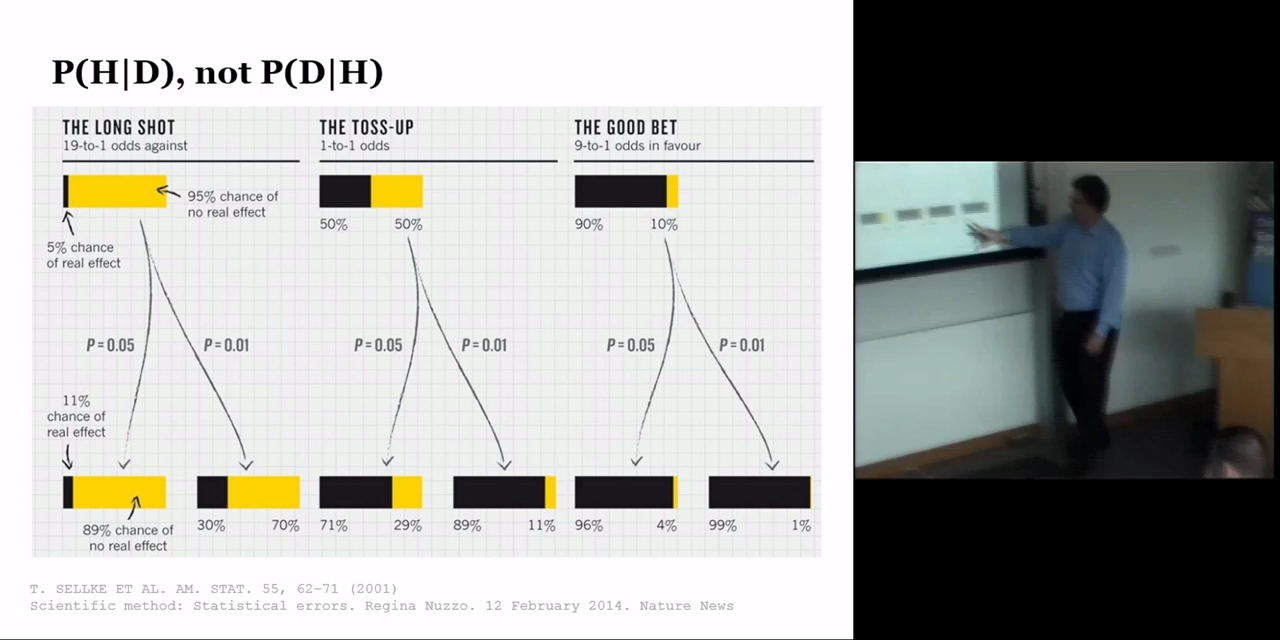 P(H|D), not P(D|H)
THE LONG SHOT
19-to-1 odds against
95% chance of
no real effect
5% chance
of real effect
P = 0.05
P = 0.01
11%
chance of
real effect
89% chance of
no real effect
30%
70%
THE TOSS-UP
1-to-1 odds
50%
50%
P = 0.05
P = 0.01
71%
29%
89%
11%
THE GOOD BET
9-to-1 odds in favour
90%
10%
P = 0.05
P = 0.01
96%
4%
99%
1%
T. SELLKE ET AL. AM. STAT. 55, 62–71 (2001)
Scientific method: Statistical errors. Regina Nuzzo. 12 February 2014. Nature News